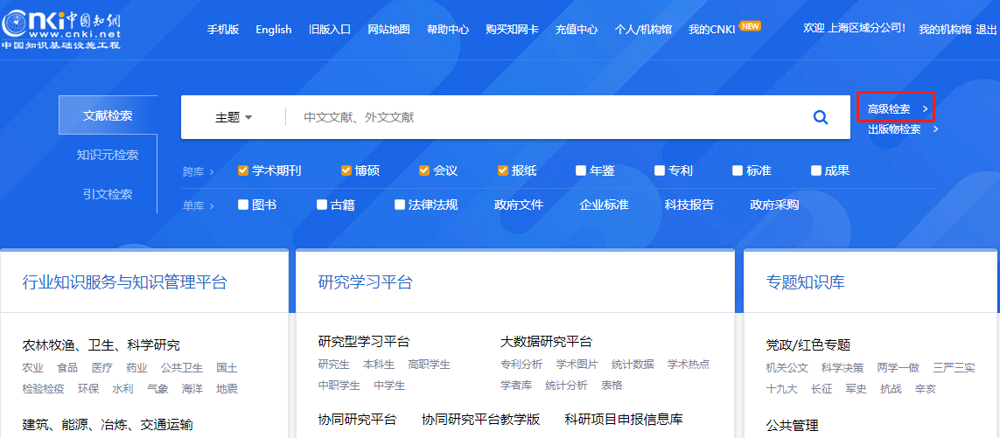 Cnki中国知网
www.cnki.net
中国知识基础设施工程
手机版 English 旧版入口 网站地图 帮助中心 购买知网卡 充值中心 个人/机构馆 我的CNKI NEW 欢迎 上海区域分公司! 我的机构馆 退出
文献检索 主题 中文文献、外文文献 高级检索 >
出版物检索 >
知识元检索
跨库 > 学术期刊 博硕 会议 报纸 年鉴 专利 标准 成果
引文检索
单库 > 图书 古籍 法律法规 政府文件 企业标准 科技报告 政府采购
行业知识服务与知识管理平台
农林牧渔、卫生、科学研究
农业 食品 医疗 药业 公共卫生 国土
检验检疫 环保 水利 气象 海洋 地震
建筑、能源、冶炼、交通运输
研究学习平台
研究型学习平台 大数据研究平台
研究生 本科生 高职学生 专利分析 学术图片 统计数据 学术热点
中职学生 中学生 学者库 统计分析 表格
协同研究平台 协同研究平台教学版 科研项目申报信息库
专题知识库
党政/红色专题
机关公文 科学决策 两学一做 三严三实
十九大 长征 军史 抗战 辛亥
公共管理